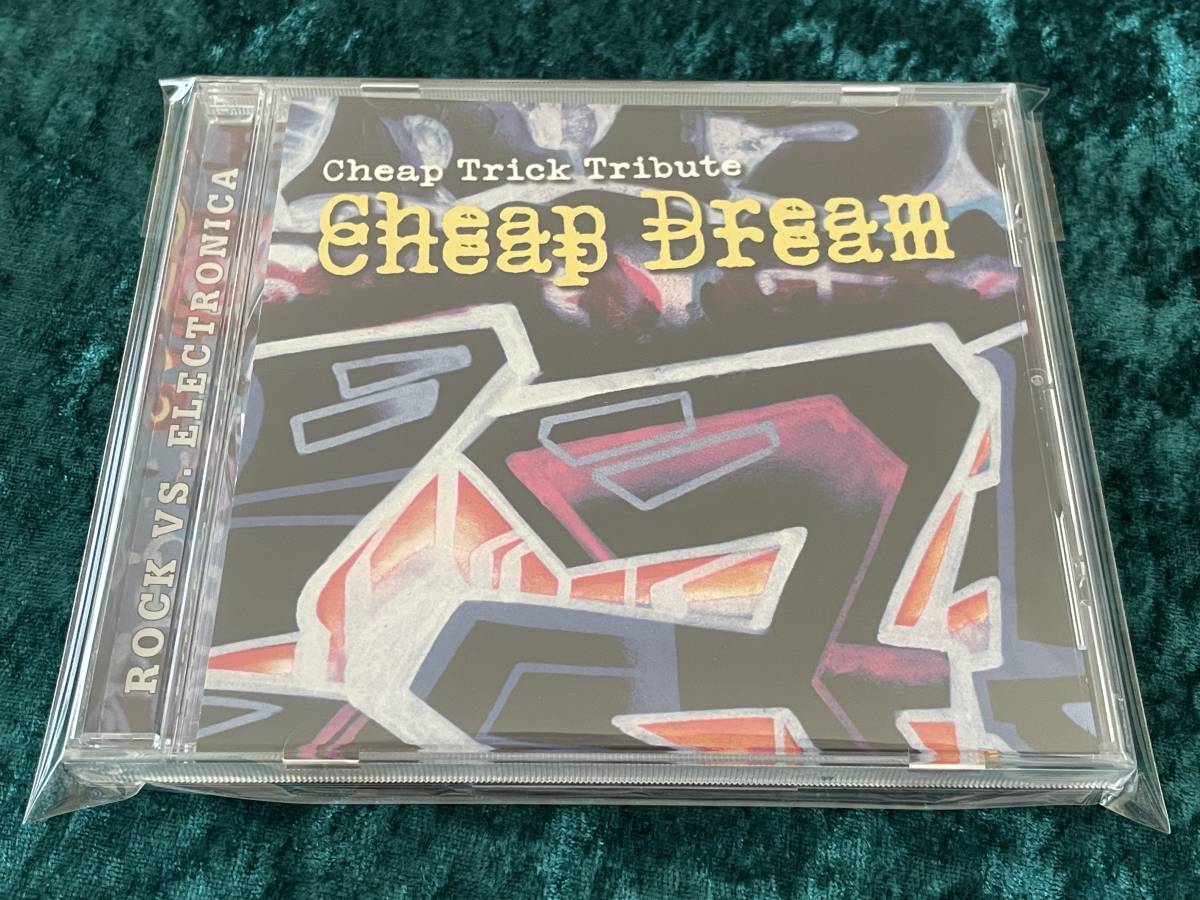 Cheap Trick Tribute
Cheap Dream
ROCK VS. ELECTRONICA